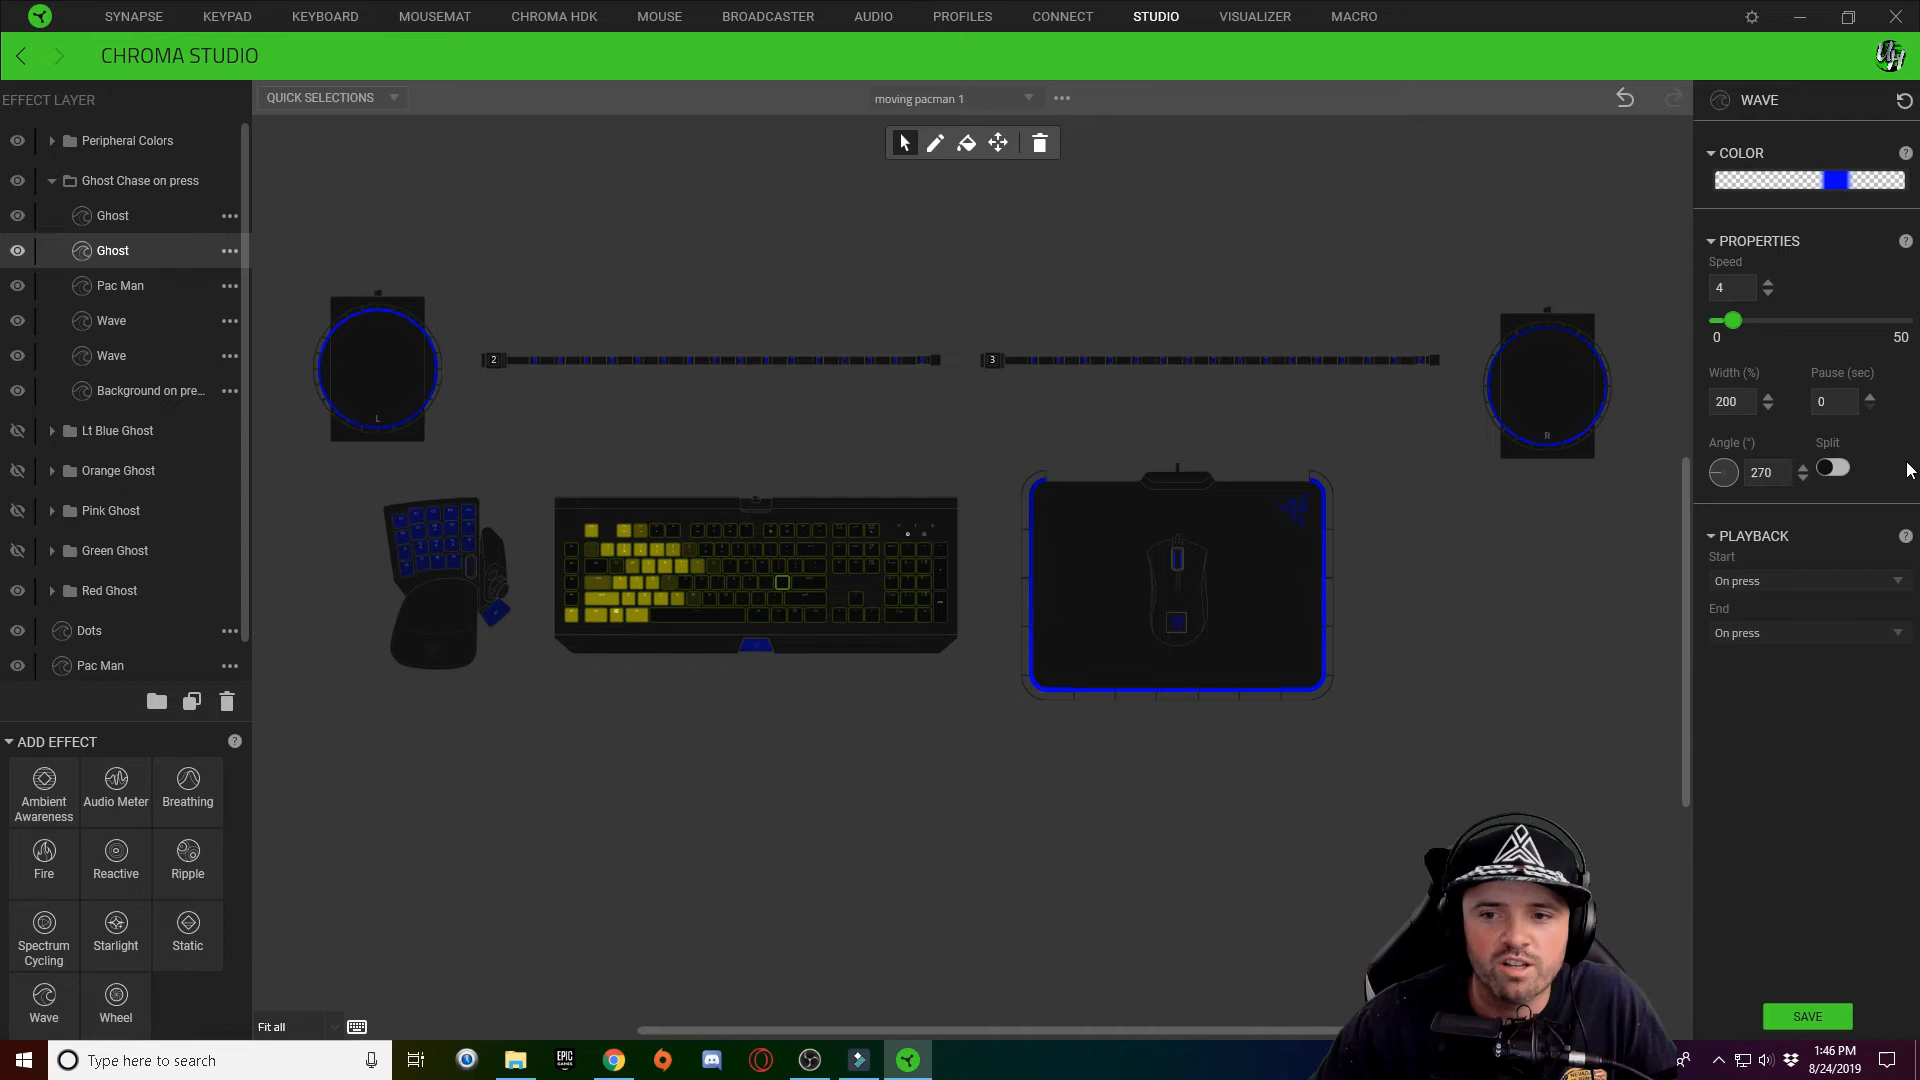 SYNAPSE KEYPAD KEYBOARD MOUSEMAT CHROMA HDK MOUSE BROADCASTER AUDIO PROFILES CONNECT STUDIO VISUALIZER MACRO
CHROMA STUDIO
EFFECT LAYER
Peripheral Colors
Ghost Chase on press
Ghost
Ghost
Pac Man
Wave
Wave
Background on pre...
Lt Blue Ghost
Orange Ghost
Pink Ghost
Green Ghost
Red Ghost
Dots
Pac Man
ADD EFFECT
Ambient Awareness
Audio Meter
Breathing
Fire
Reactive
Ripple
Spectrum Cycling
Starlight
Static
Wave
Wheel
QUICK SELECTIONS
moving pacman 1
L
2
3
R
Fit all
WAVE
COLOR
PROPERTIES
Speed
4
0 50
Width (%) Pause (sec)
200 0
Angle (°) Split
270
PLAYBACK
Start
On press
End
On press
SAVE
Type here to search
EPIC GAMES
1:46 PM
8/24/2019